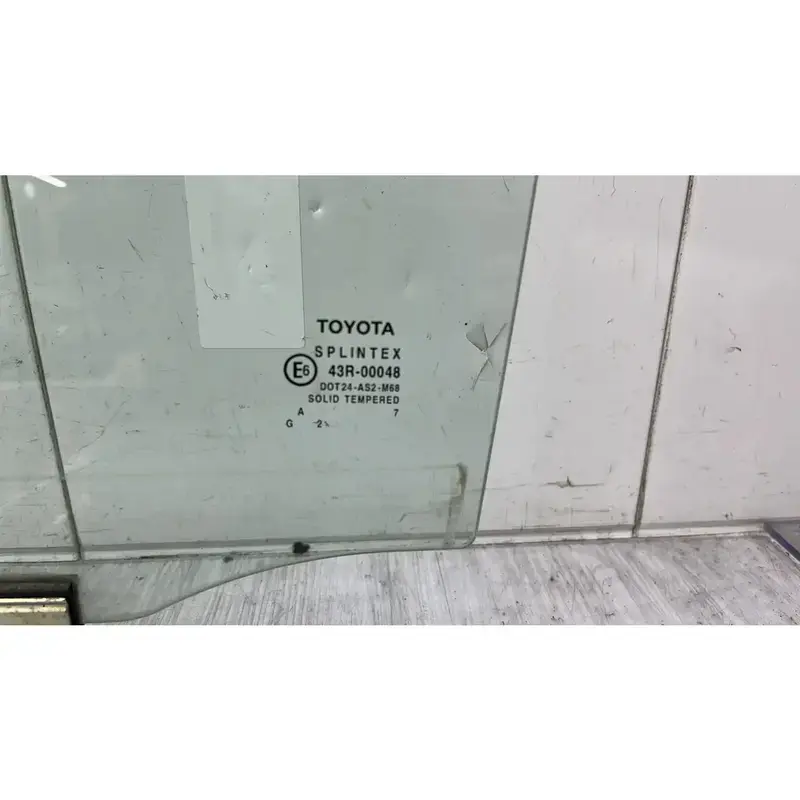 TOYOTA
SPLINTEX
E6 43R-00048
DOT24-AS2-M68
SOLID TEMPERED
A 7
G 2